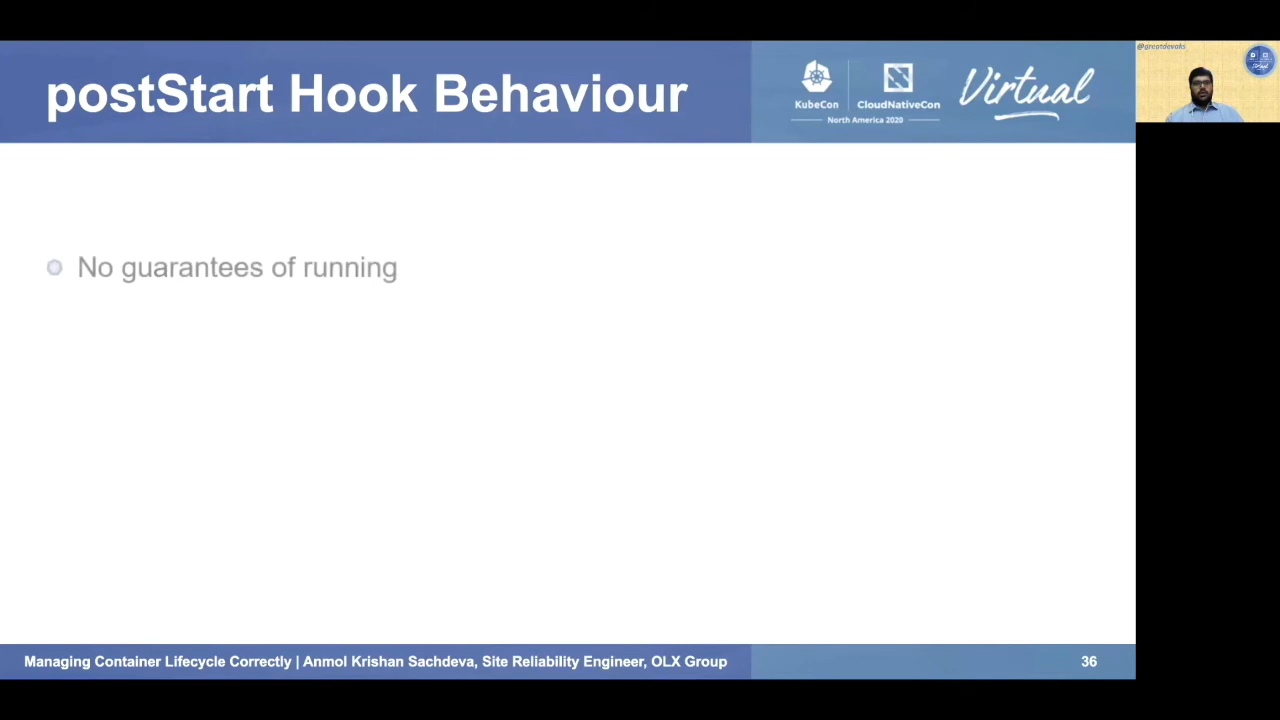 postStart Hook Behaviour
KubeCon
CloudNativeCon
North America 2020
Virtual
@greatdevaks
No guarantees of running
Managing Container Lifecycle Correctly | Anmol Krishan Sachdeva, Site Reliability Engineer, OLX Group
36